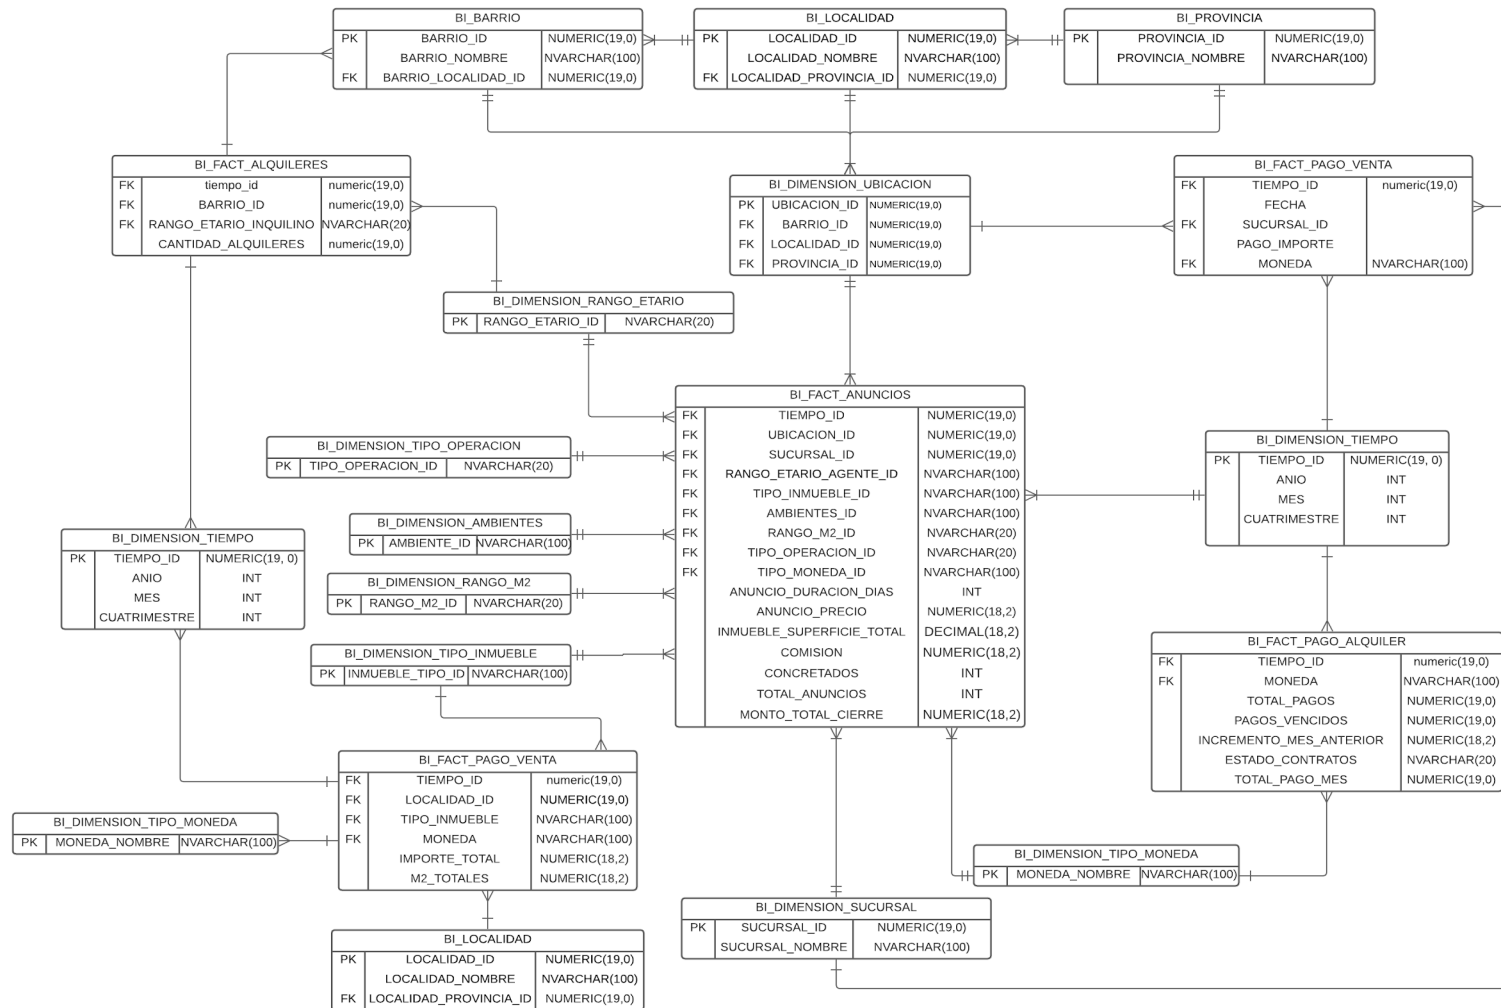 BI_BARRIO
PK BARRIO_ID NUMERIC(19,0)
BARRIO_NOMBRE NVARCHAR(100)
FK BARRIO_LOCALIDAD_ID NUMERIC(19,0)
BI_LOCALIDAD
PK LOCALIDAD_ID NUMERIC(19,0)
LOCALIDAD_NOMBRE NVARCHAR(100)
FK LOCALIDAD_PROVINCIA_ID NUMERIC(19,0)
BI_PROVINCIA
PK PROVINCIA_ID NUMERIC(19,0)
PROVINCIA_NOMBRE NVARCHAR(100)
BI_FACT_ALQUILERES
FK tiempo_id numeric(19,0)
FK BARRIO_ID numeric(19,0)
FK RANGO_ETARIO_INQUILINO NVARCHAR(20)
CANTIDAD_ALQUILERES numeric(19,0)
BI_DIMENSION_UBICACION
PK UBICACION_ID NUMERIC(19,0)
FK BARRIO_ID NUMERIC(19,0)
FK LOCALIDAD_ID NUMERIC(19,0)
FK PROVINCIA_ID NUMERIC(19,0)
BI_FACT_PAGO_VENTA
FK TIEMPO_ID numeric(19,0)
FECHA
FK SUCURSAL_ID
PAGO_IMPORTE
FK MONEDA NVARCHAR(100)
BI_DIMENSION_RANGO_ETARIO
PK RANGO_ETARIO_ID NVARCHAR(20)
BI_FACT_ANUNCIOS
FK TIEMPO_ID NUMERIC(19,0)
FK UBICACION_ID NUMERIC(19,0)
FK SUCURSAL_ID NUMERIC(19,0)
FK RANGO_ETARIO_AGENTE_ID NVARCHAR(100)
FK TIPO_INMUEBLE_ID NVARCHAR(100)
FK AMBIENTES_ID NVARCHAR(100)
FK RANGO_M2_ID NVARCHAR(20)
FK TIPO_OPERACION_ID NVARCHAR(20)
FK TIPO_MONEDA_ID NVARCHAR(100)
ANUNCIO_DURACION_DIAS INT
ANUNCIO_PRECIO NUMERIC(18,2)
INMUEBLE_SUPERFICIE_TOTAL DECIMAL(18,2)
COMISION NUMERIC(18,2)
CONCRETADOS INT
TOTAL_ANUNCIOS INT
MONTO_TOTAL_CIERRE NUMERIC(18,2)
BI_DIMENSION_TIPO_OPERACION
PK TIPO_OPERACION_ID NVARCHAR(20)
BI_DIMENSION_TIEMPO
PK TIEMPO_ID NUMERIC(19, 0)
ANIO INT
MES INT
CUATRIMESTRE INT
BI_DIMENSION_AMBIENTES
PK AMBIENTE_ID NVARCHAR(100)
BI_DIMENSION_TIEMPO
PK TIEMPO_ID NUMERIC(19, 0)
ANIO INT
MES INT
CUATRIMESTRE INT
BI_DIMENSION_RANGO_M2
PK RANGO_M2_ID NVARCHAR(20)
BI_DIMENSION_TIPO_INMUEBLE
PK INMUEBLE_TIPO_ID NVARCHAR(100)
BI_FACT_PAGO_ALQUILER
FK TIEMPO_ID numeric(19,0)
FK MONEDA NVARCHAR(100)
TOTAL_PAGOS NUMERIC(19,0)
PAGOS_VENCIDOS NUMERIC(19,0)
INCREMENTO_MES_ANTERIOR NUMERIC(18,2)
ESTADO_CONTRATOS NVARCHAR(20)
TOTAL_PAGO_MES NUMERIC(19,0)
BI_FACT_PAGO_VENTA
FK TIEMPO_ID numeric(19,0)
FK LOCALIDAD_ID NUMERIC(19,0)
FK TIPO_INMUEBLE NVARCHAR(100)
FK MONEDA NVARCHAR(100)
IMPORTE_TOTAL NUMERIC(18,2)
M2_TOTALES NUMERIC(18,2)
BI_DIMENSION_TIPO_MONEDA
PK MONEDA_NOMBRE NVARCHAR(100)
BI_DIMENSION_TIPO_MONEDA
PK MONEDA_NOMBRE NVARCHAR(100)
BI_DIMENSION_SUCURSAL
PK SUCURSAL_ID NUMERIC(19,0)
SUCURSAL_NOMBRE NVARCHAR(100)
BI_LOCALIDAD
PK LOCALIDAD_ID NUMERIC(19,0)
LOCALIDAD_NOMBRE NVARCHAR(100)
FK LOCALIDAD_PROVINCIA_ID NUMERIC(19,0)